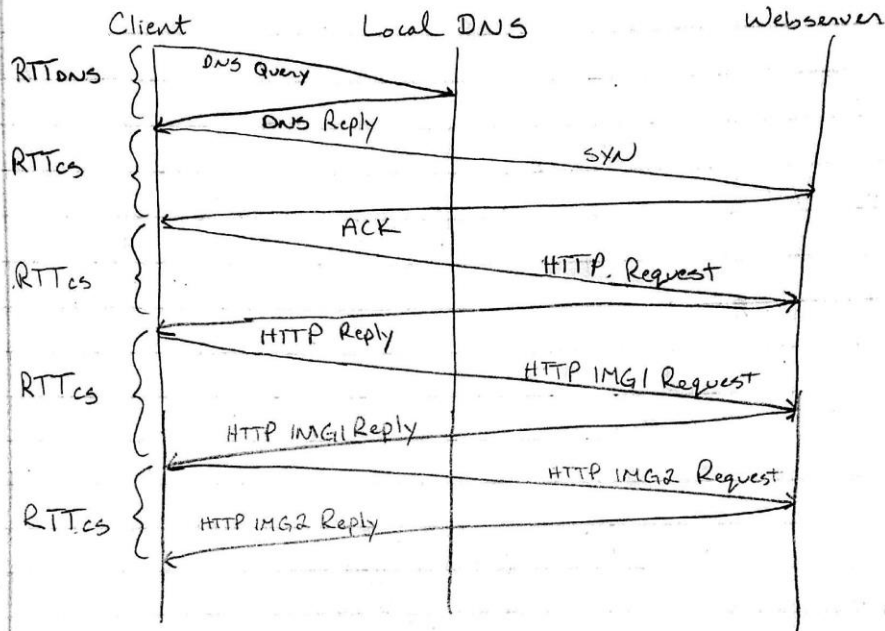 Client Local DNS Webserver
RTTDNS
DNS Query
DNS Reply
RTTcs
SYN
ACK
RTTcs
HTTP. Request
HTTP Reply
RTTcs
HTTP IMG1 Request
HTTP IMG1 Reply
HTTP IMG2 Request
RTTcs
HTTP IMG2 Reply